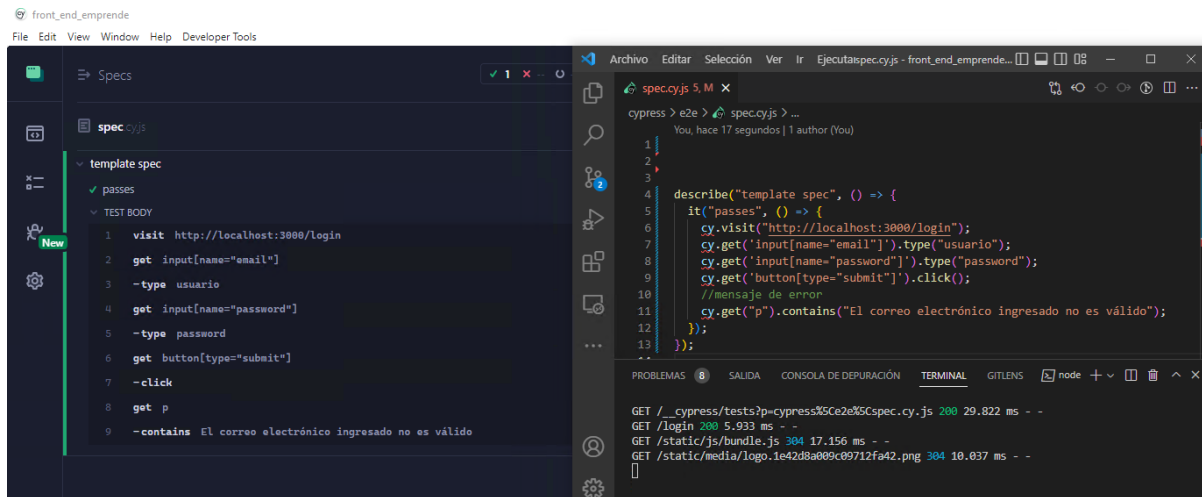 front_end_emprende
File Edit View Window Help Developer Tools
Specs
1
--
spec.cy.js
template spec
passes
TEST BODY
1 visit http://localhost:3000/login
2 get input[name="email"]
3 -type usuario
4 get input[name="password"]
5 -type password
6 get button[type="submit"]
7 -click
8 get p
9 -contains El correo electrónico ingresado no es válido
New
Archivo Editar Selección Ver Ir Ejecutar
spec.cy.js - front_end_emprende...
spec.cy.js 5, M
cypress > e2e > spec.cy.js > ...
You, hace 17 segundos | 1 author (You)
1
2
3
4 describe("template spec", () => {
5 it("passes", () => {
6 cy.visit("http://localhost:3000/login");
7 cy.get('input[name="email"]').type("usuario");
8 cy.get('input[name="password"]').type("password");
9 cy.get('button[type="submit"]').click();
10 //mensaje de error
11 cy.get("p").contains("El correo electrónico ingresado no es válido");
12 });
13 });
2
PROBLEMAS 8 SALIDA CONSOLA DE DEPURACIÓN TERMINAL GITLENS node
GET /__cypress/tests?p=cypress%5Ce2e%5Cspec.cy.js 200 29.822 ms - -
GET /login 200 5.933 ms - -
GET /static/js/bundle.js 304 17.156 ms - -
GET /static/media/logo.1e42d8a009c09712fa42.png 304 10.037 ms - -